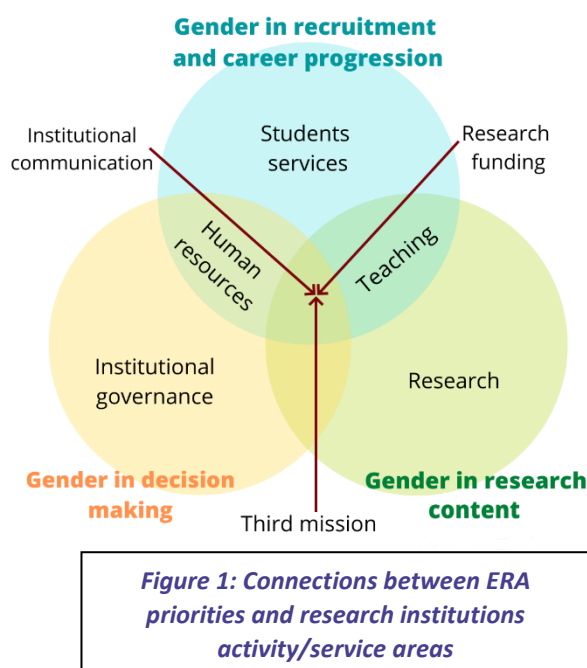 Gender in recruitment
and career progression
Institutional
communication
Students
services
Research
funding
Human
resources
Teaching
Institutional
governance
Research
Gender in decision
making
Gender in research
content
Third mission
Figure 1: Connections between ERA
priorities and research institutions
activity/service areas